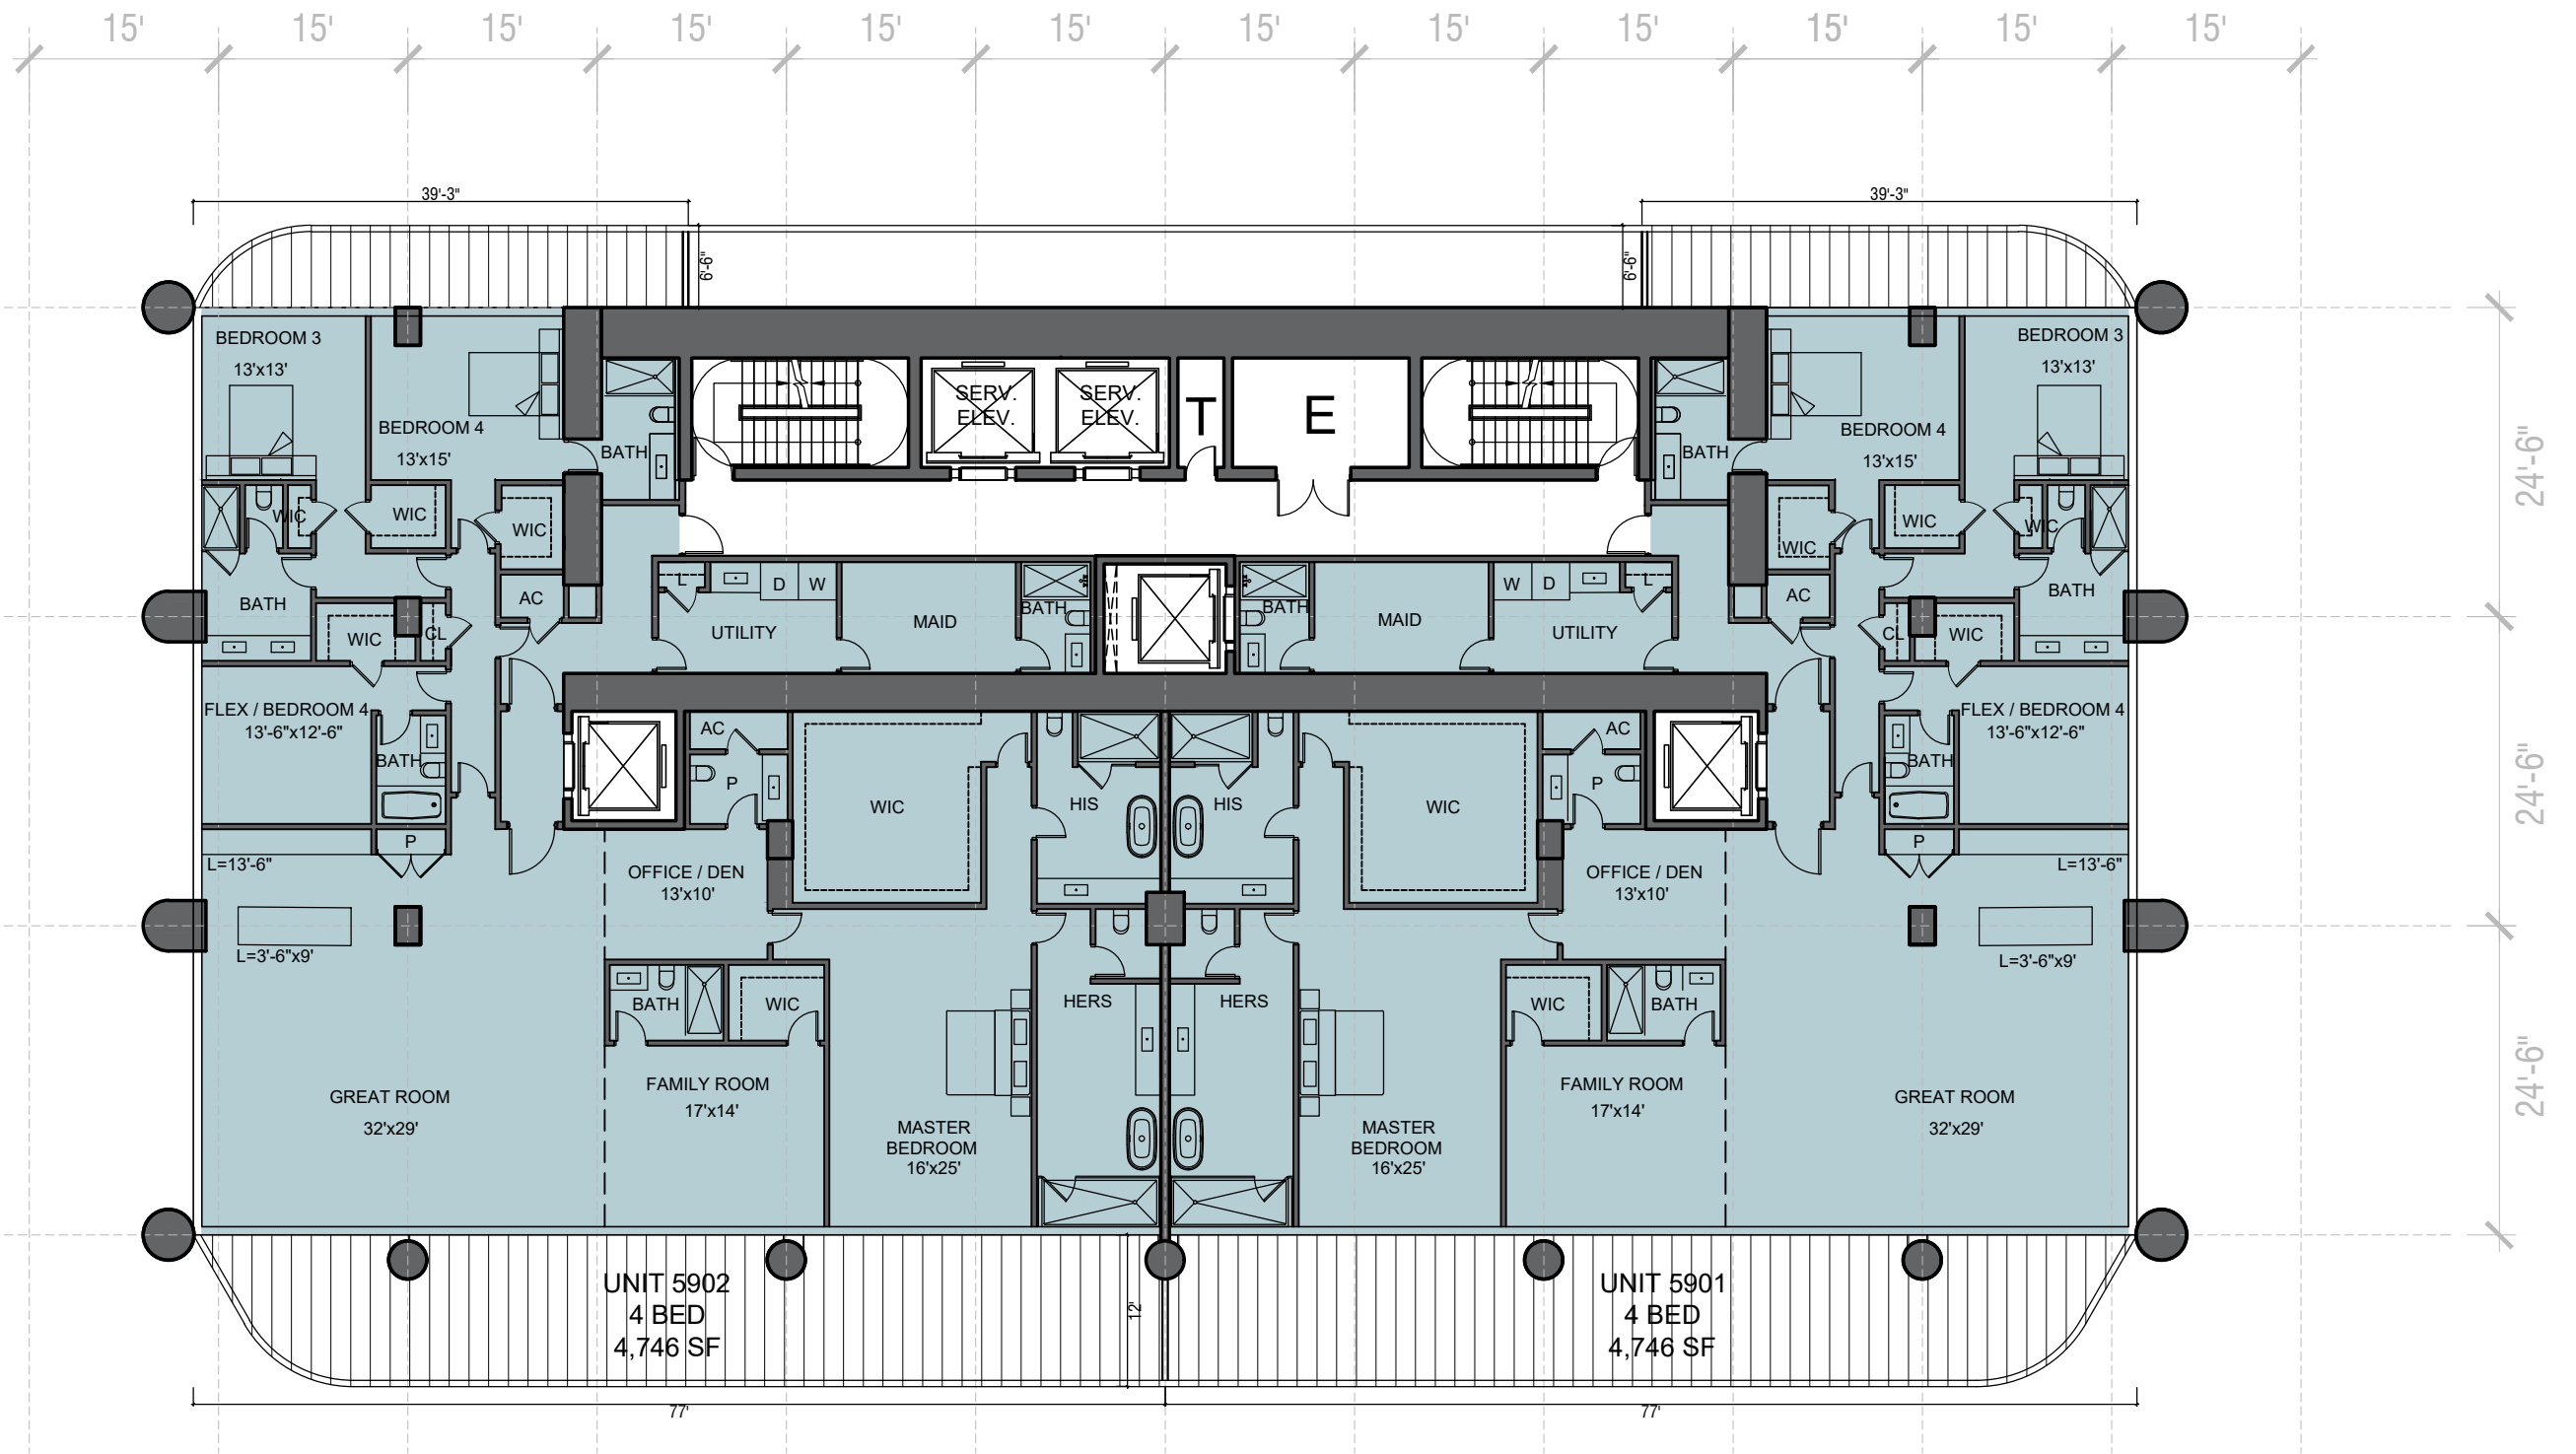 15' 15' 15' 15' 15' 15' 15' 15' 15' 15' 15' 15'
39'-3" 39'-3"
6'-6" 6'-6"
24'-6"
24'-6"
24'-6"
BEDROOM 3
13'x13'
BEDROOM 4
13'x15'
BATH
SERV.
ELEV.
SERV.
ELEV.
T
E
BATH
BEDROOM 4
13'x15'
BEDROOM 3
13'x13'
WIC
WIC
WIC
WIC
WIC
WIC
BATH
WIC
CL
AC
L
D
W
UTILITY
MAID
BATH
BATH
MAID
W
D
L
UTILITY
AC
CL
WIC
BATH
FLEX / BEDROOM 4
13'-6"x12'-6"
BATH
P
L=13'-6"
L=3'-6"x9'
AC
P
WIC
HIS
HIS
WIC
AC
P
FLEX / BEDROOM 4
13'-6"x12'-6"
BATH
P
L=13'-6"
L=3'-6"x9'
OFFICE / DEN
13'x10'
OFFICE / DEN
13'x10'
BATH
WIC
HERS
HERS
WIC
BATH
GREAT ROOM
32'x29'
FAMILY ROOM
17'x14'
MASTER
BEDROOM
16'x25'
MASTER
BEDROOM
16'x25'
FAMILY ROOM
17'x14'
GREAT ROOM
32'x29'
UNIT 5902
4 BED
4,746 SF
12'
UNIT 5901
4 BED
4,746 SF
77' 77'